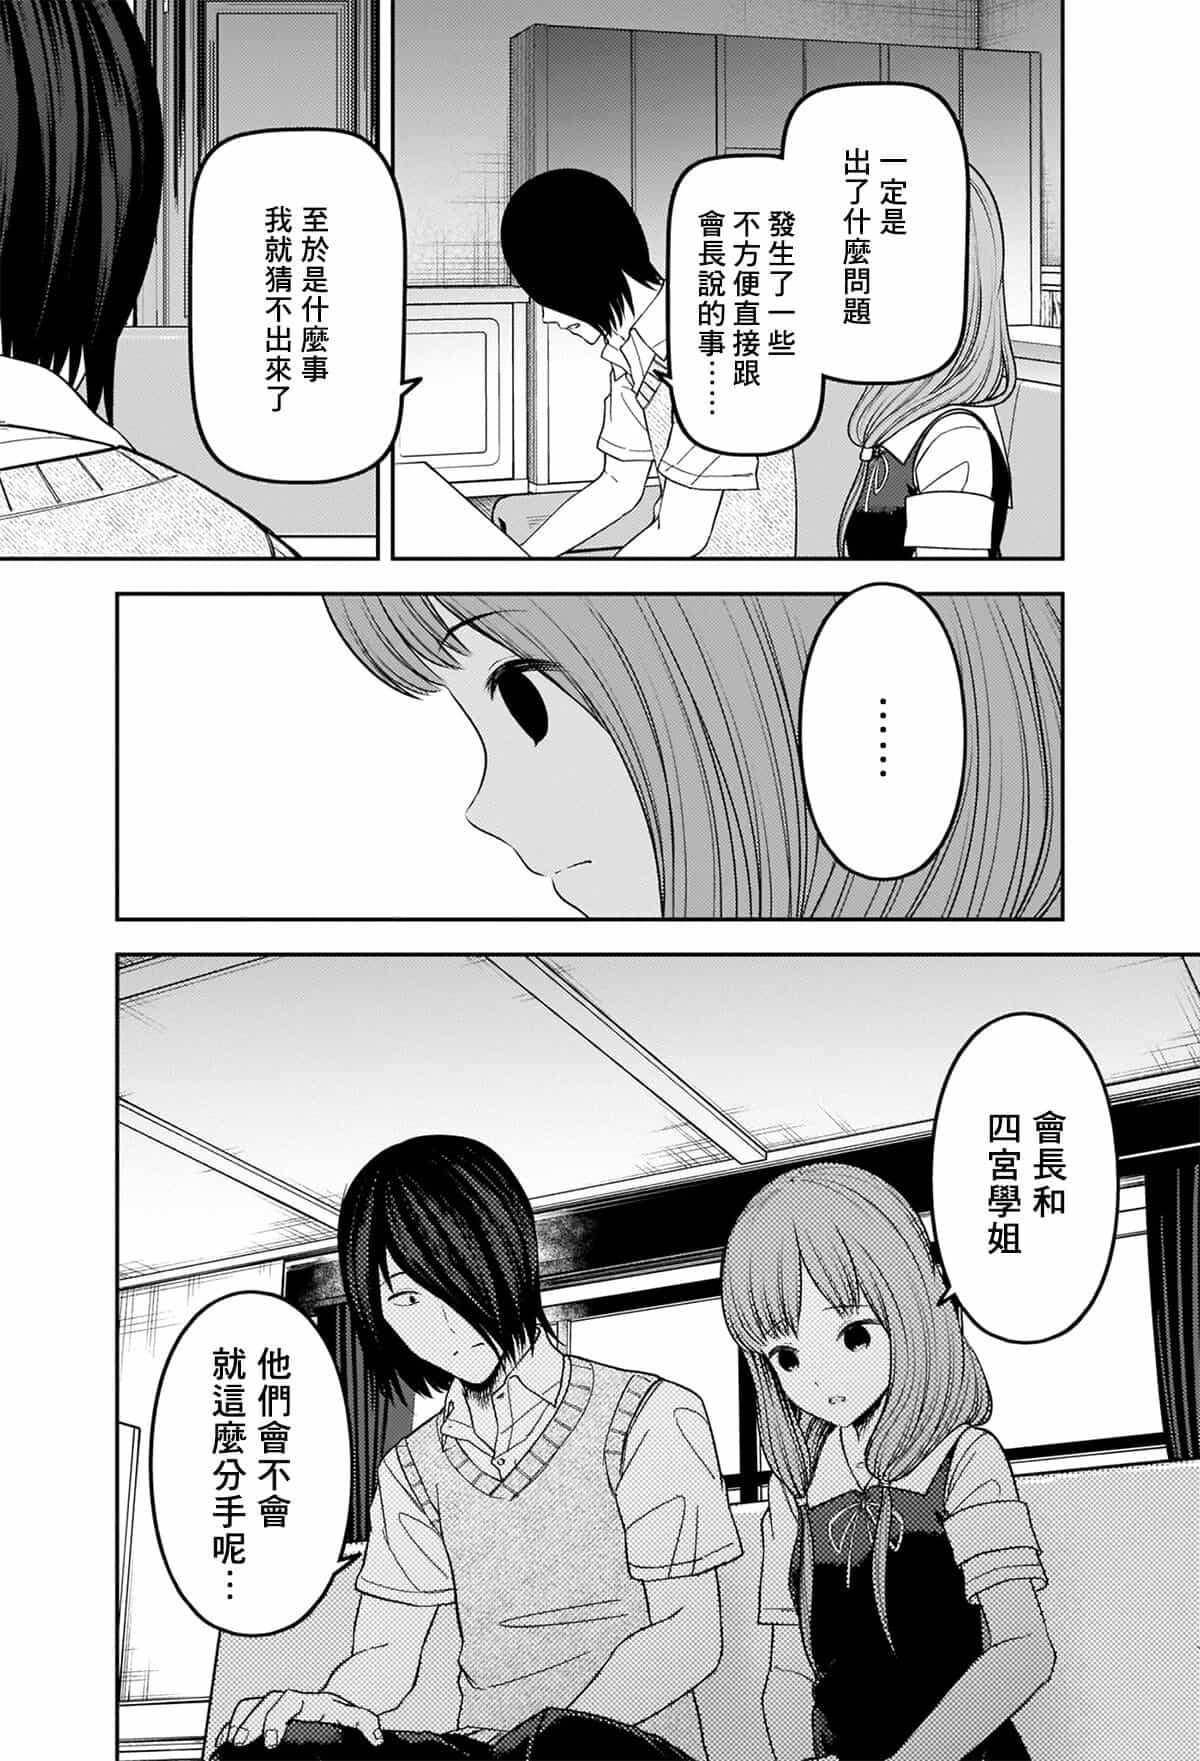 一定是
出了什麼問題
發生了一些
不方便直接跟
會長說的事……
至於是什麼事
我就猜不出來了
……
會長和
四宮學姐
他們會不會
就這麼分手呢…